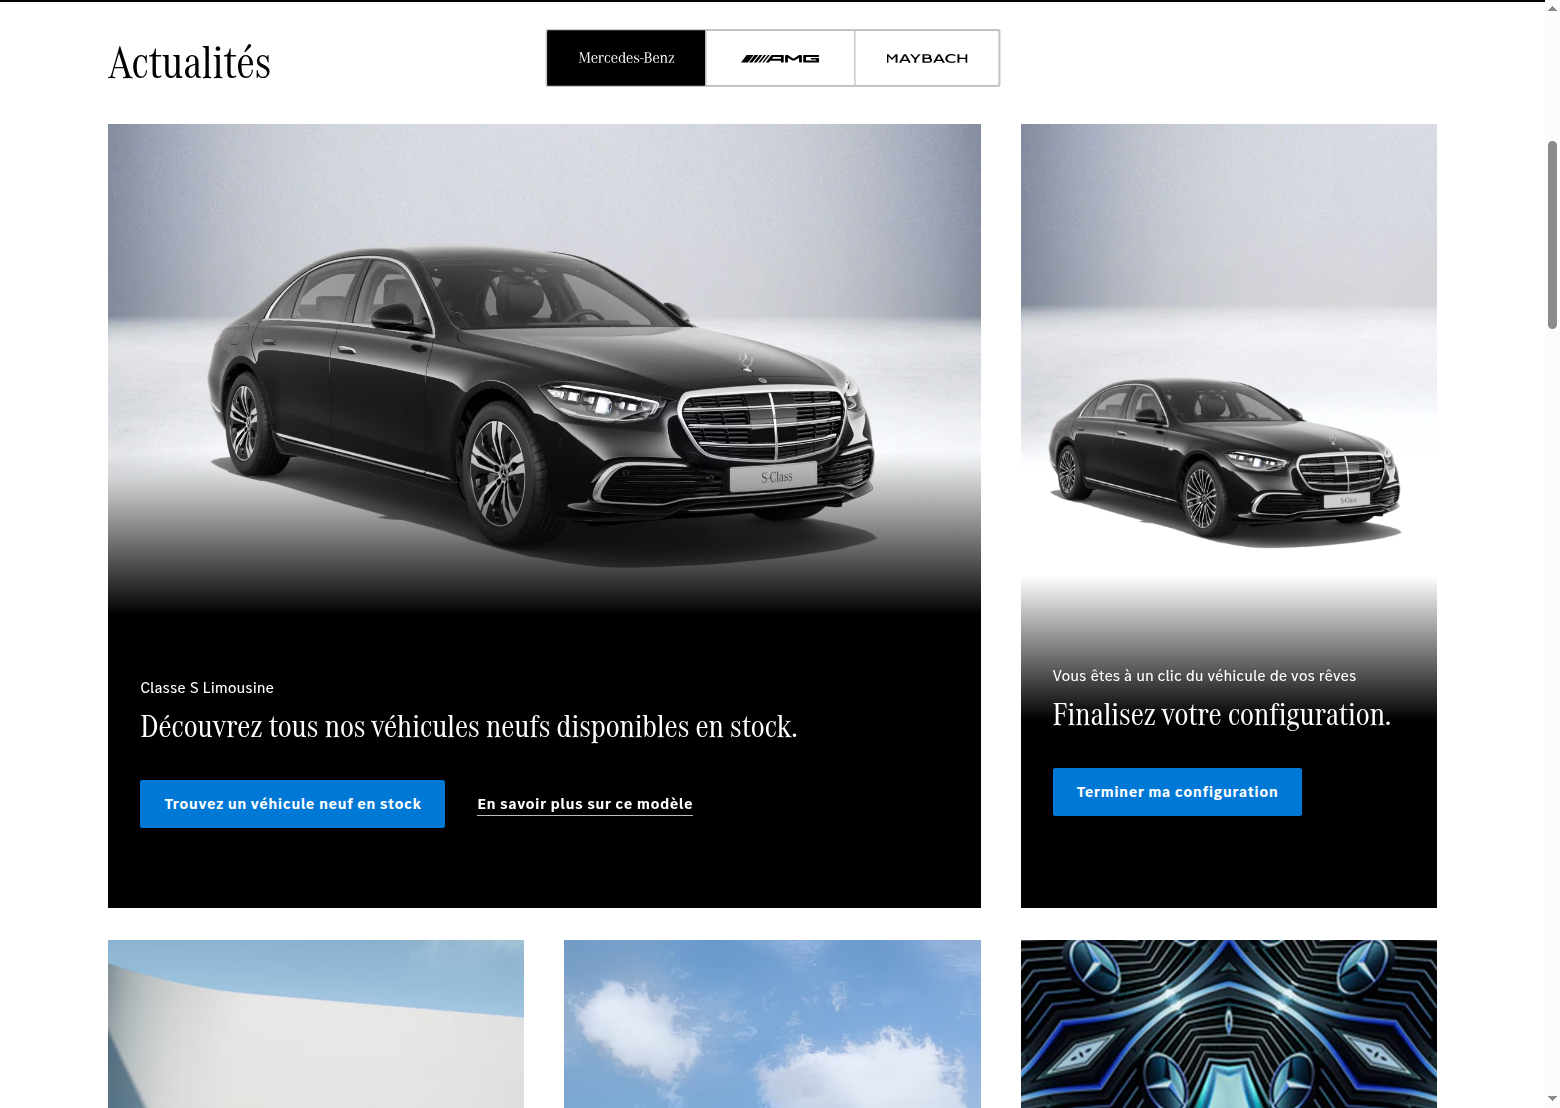 Actualités
Mercedes-Benz
AMG
MAYBACH
S-Class
S-Class
Classe S Limousine
Découvrez tous nos véhicules neufs disponibles en stock.
Trouvez un véhicule neuf en stock
En savoir plus sur ce modèle
Vous êtes à un clic du véhicule de vos rêves
Finalisez votre configuration.
Terminer ma configuration